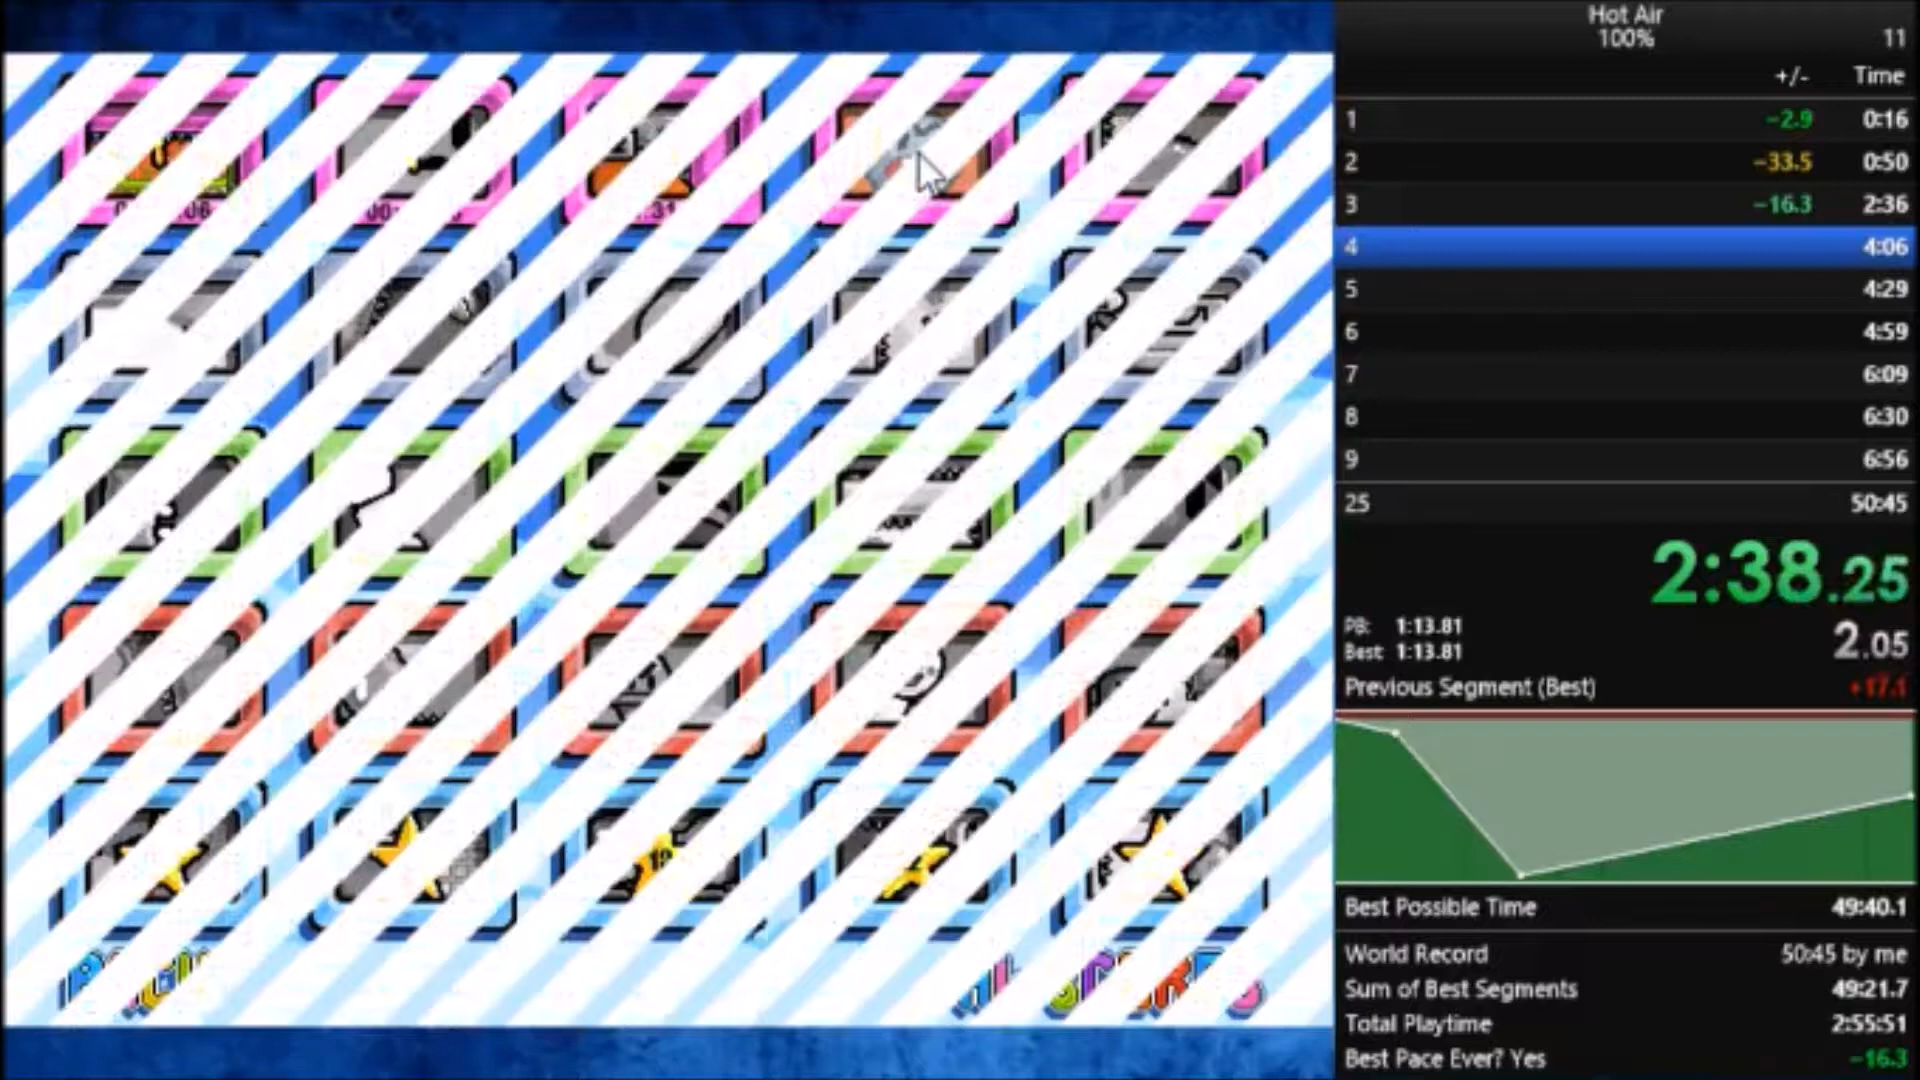 Hot Air
100%
11
+/- Time
1 -2.9 0:16
2 -33.5 0:50
3 -16.3 2:36
4 4:06
5 4:29
6 4:59
7 6:09
8 6:30
9 6:56
25 50:45
2:38.25
PB: 1:13.81
2.05
Best: 1:13.81
Previous Segment (Best) +17.1
Best Possible Time 49:40.1
World Record 50:45 by me
Sum of Best Segments 49:21.7
Total Playtime 2:55:51
Best Pace Ever? Yes -16.3